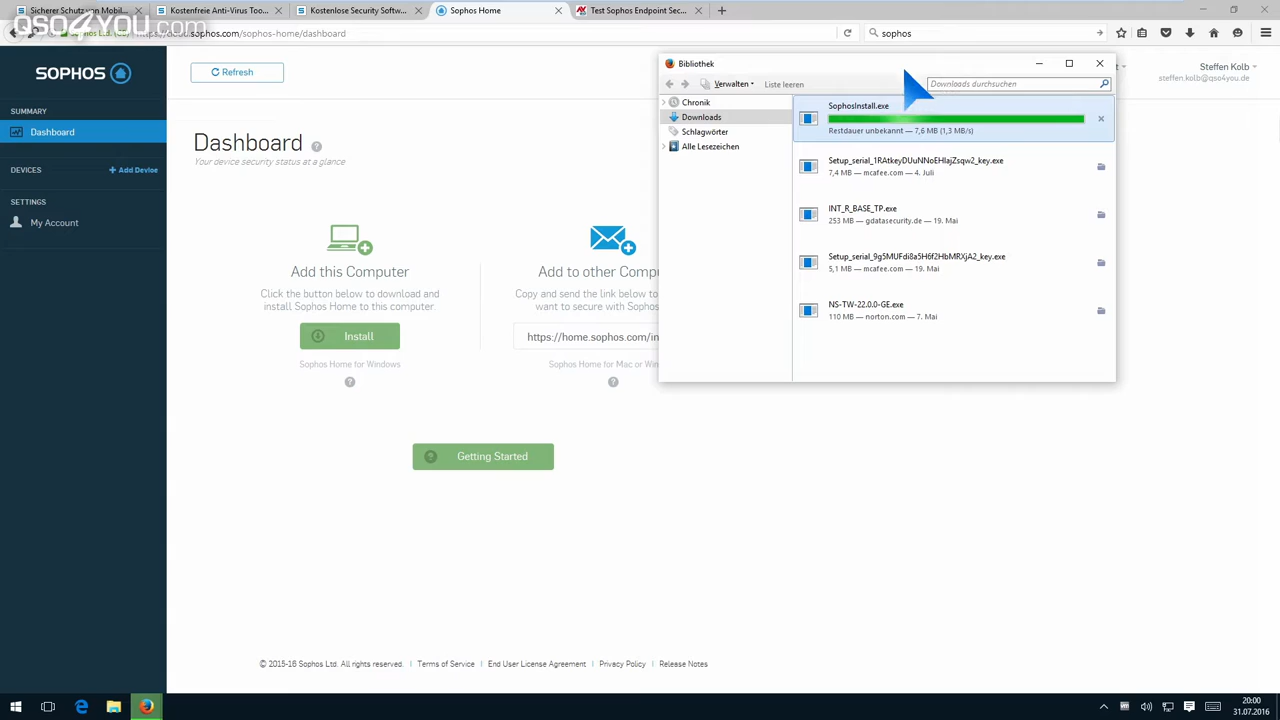 QSO4YOU.com
Sicherer Schutz von Mobil...
Kostenfreie Anti-Virus Too...
Kostenlose Security Softwa...
Sophos Home
Test Sophos Endpoint Sec...
sophos.com/sophos-home/dashboard
sophos
SOPHOS
Refresh
Steffen Kolb
steffen.kolb@qso4you.de
SUMMARY
Dashboard
DEVICES
Add Device
SETTINGS
My Account
Dashboard
Your device security status at a glance
Add this Computer
Click the button below to download and
install Sophos Home to this computer.
Install
Sophos Home for Windows
Add to other Compu
Copy and send the link below to
want to secure with Sophos
https://home.sophos.com/in
Sophos Home for Mac or Win
Getting Started
Bibliothek
Verwalten
Liste leeren
Downloads durchsuchen
Chronik
Downloads
Schlagwörter
Alle Lesezeichen
SophosInstall.exe
Restdauer unbekannt — 7,6 MB (1,3 MB/s)
7,4 MB — mcafee.com — 4. Juli
INT_R_BASE_TP.exe
253 MB — gdatasecurity.de — 19. Mai
5,1 MB — mcafee.com — 19. Mai
NS-TW-22.0.0-GE.exe
110 MB — norton.com — 7. Mai
© 2015-16 Sophos Ltd. All rights reserved.
Terms of Service
End User License Agreement
Privacy Policy
Release Notes
20:00
31.07.2016